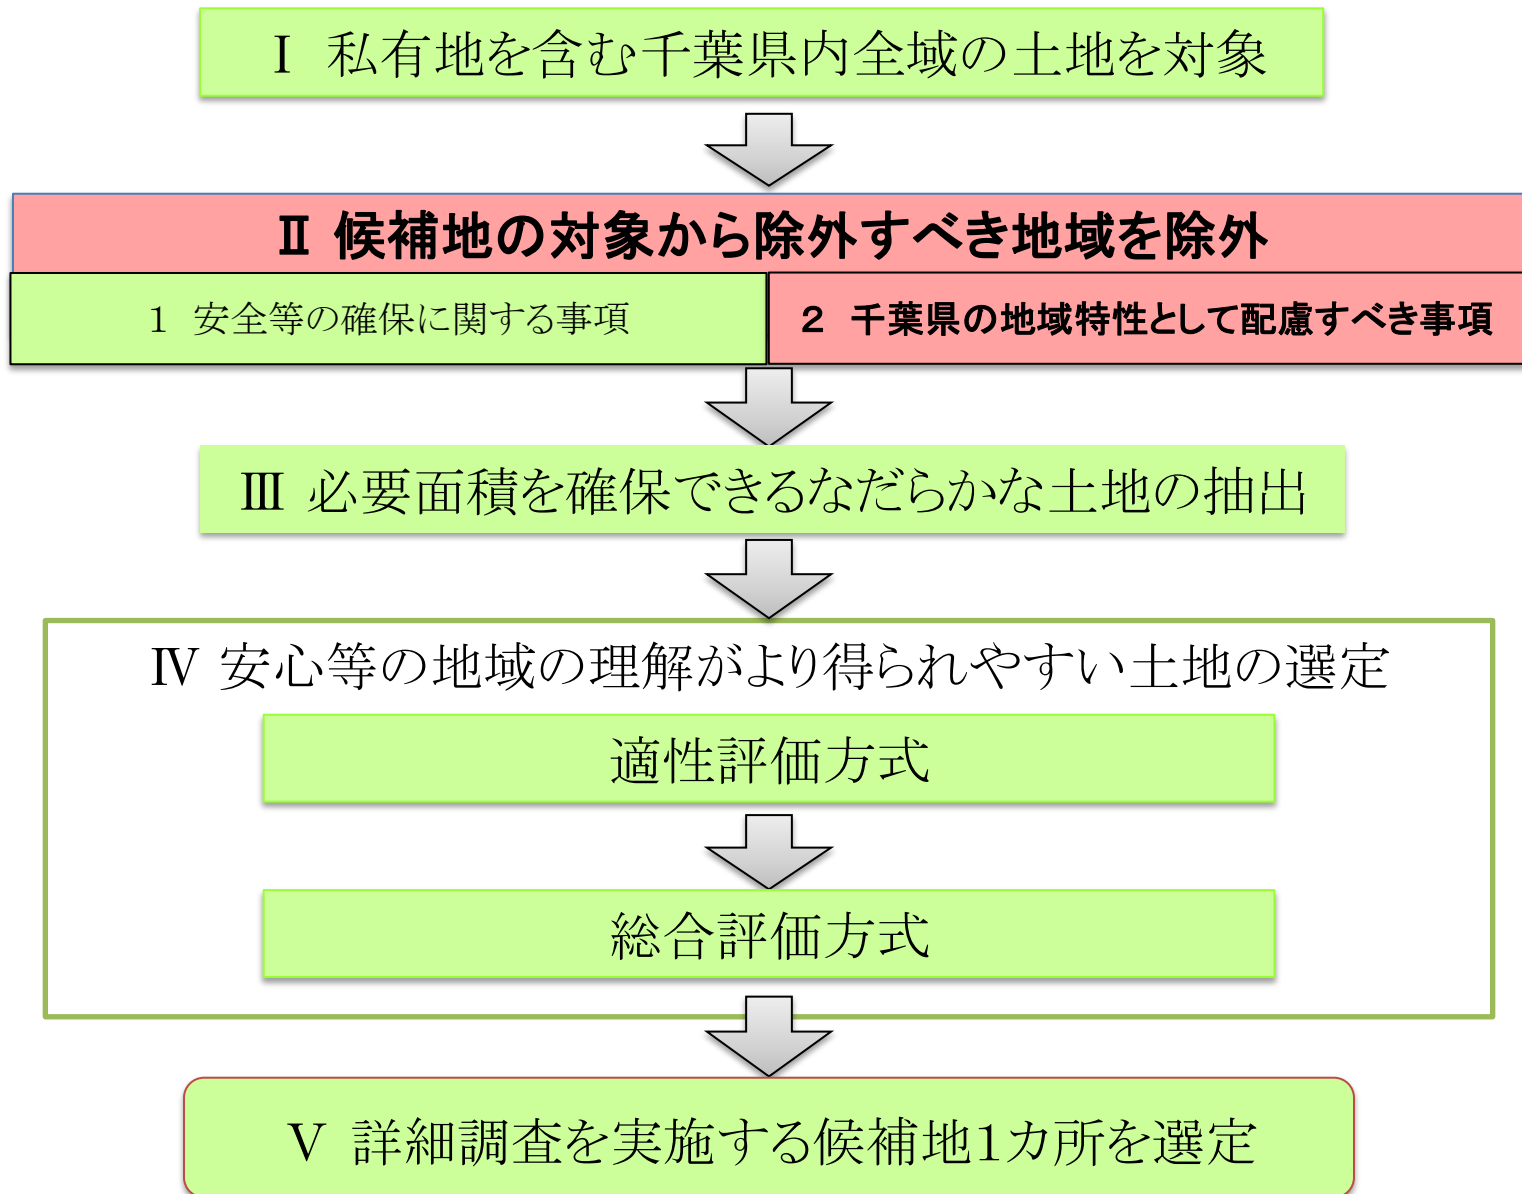 Ⅰ 私有地を含む千葉県内全域の土地を対象
Ⅱ 候補地の対象から除外すべき地域を除外
1 安全等の確保に関する事項
2 千葉県の地域特性として配慮すべき事項
Ⅲ 必要面積を確保できるなだらかな土地の抽出
Ⅳ 安心等の地域の理解がより得られやすい土地の選定
適性評価方式
総合評価方式
Ⅴ 詳細調査を実施する候補地1カ所を選定